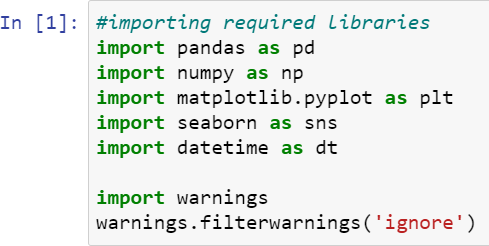 In [1]: #importing required libraries
import pandas as pd
import numpy as np
import matplotlib.pyplot as plt
import seaborn as sns
import datetime as dt
import warnings
warnings.filterwarnings('ignore')